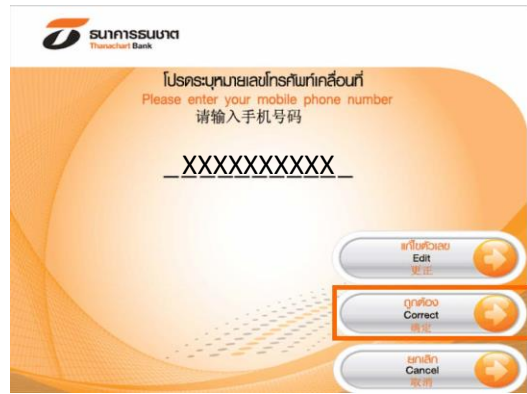 ธนาคารธนชาต
Thanachart Bank
โปรดระบุหมายเลขโทรศัพท์เคลื่อนที่
Please enter your mobile phone number
请输入手机号码
_XXXXXXXXXX_
แก้ไขตัวเลข
Edit
更正
ถูกต้อง
Correct
确定
ยกเลิก
Cancel
取消